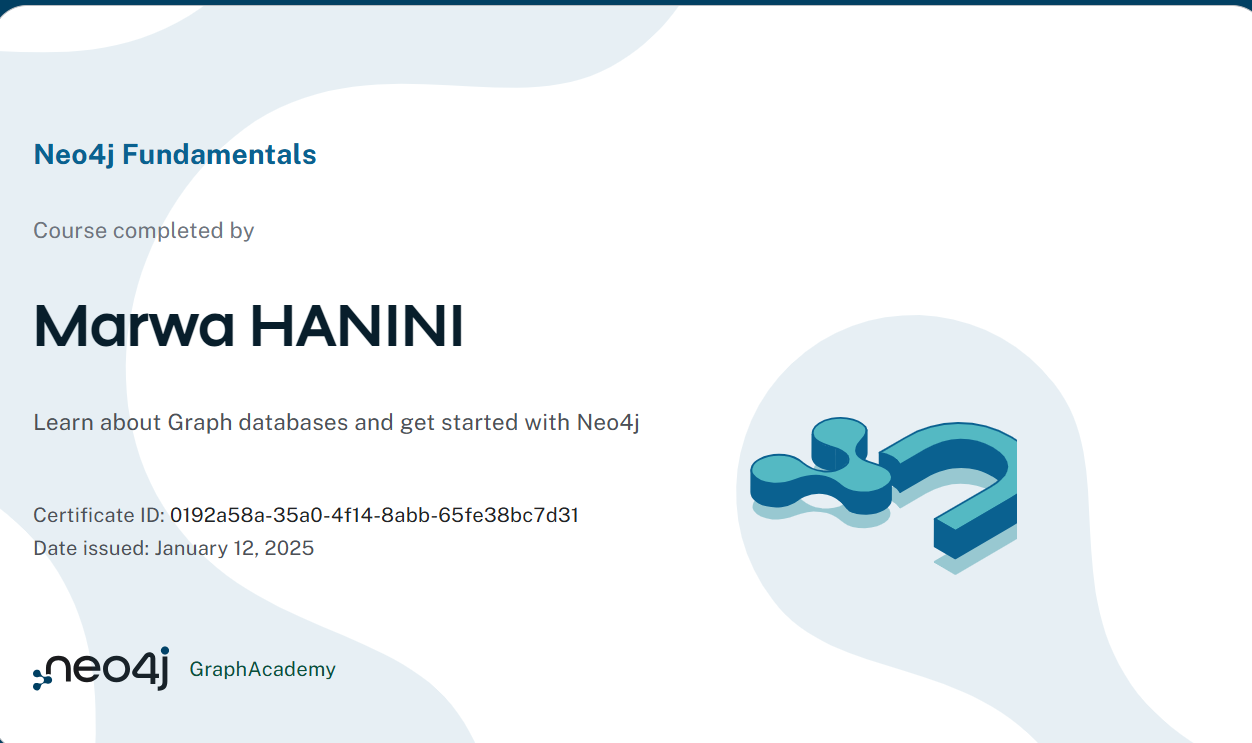 Neo4j Fundamentals
Course completed by
Marwa HANINI
Learn about Graph databases and get started with Neo4j
Certificate ID: 0192a58a-35a0-4f14-8abb-65fe38bc7d31
Date issued: January 12, 2025
neo4j GraphAcademy